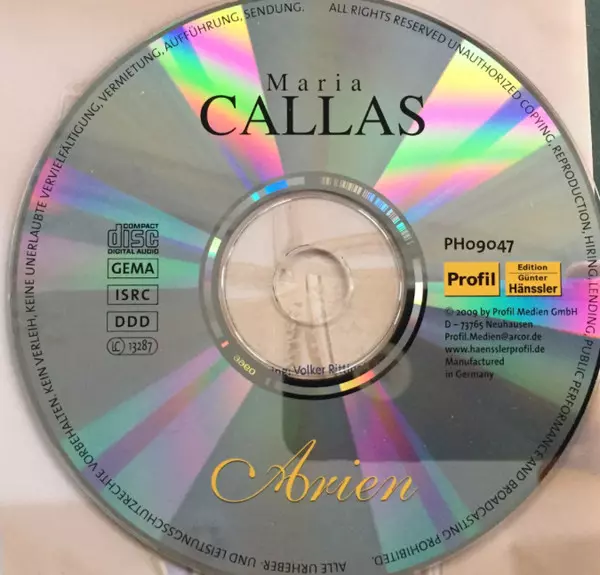 ALLE URHEBER- UND LEISTUNGSSCHUTZRECHTE VORBEHALTEN. KEIN VERLEIH, KEINE UNERLAUBTE VERVIELFÄLTIGUNG, VERMIETUNG, AUFFÜHRUNG, SENDUNG.
ALL RIGHTS RESERVED UNAUTHORIZED COPYING, REPRODUCTION, HIRING, LENDING, PUBLIC PERFORMANCE AND BROADCASTING PROHIBITED.
Maria
CALLAS
COMPACT
disc
DIGITAL AUDIO
GEMA
ISRC
DDD
LC 13287
PH09047
Profil
Edition
Günter
Hänssler
© 2009 by Profil Medien GmbH
D – 73765 Neuhausen
Profil.Medien@arcor.de
www.haensslerprofil.de
Manufactured
in Germany
Volker
Arien